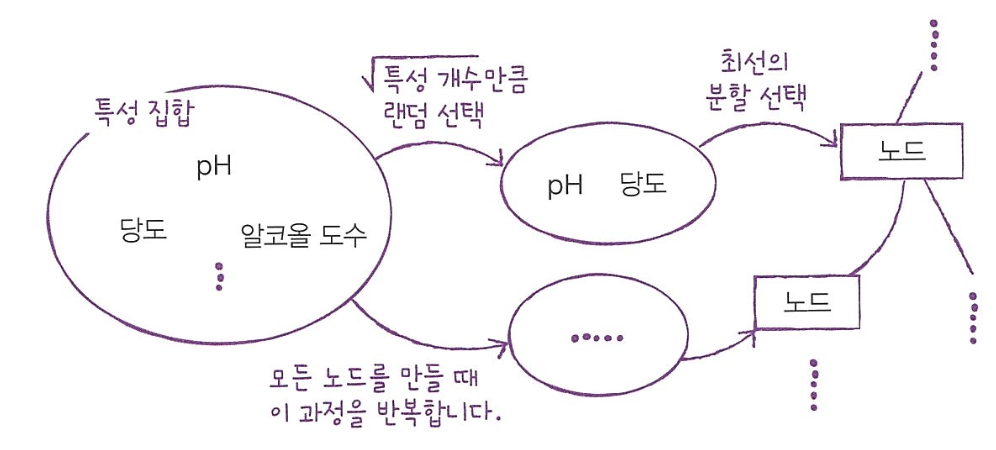 특성 집합
pH
당도
알코올 도수
√특성 개수만큼
랜덤 선택
pH 당도
최선의
분할 선택
노드
노드
모든 노드를 만들 때
이 과정을 반복합니다.